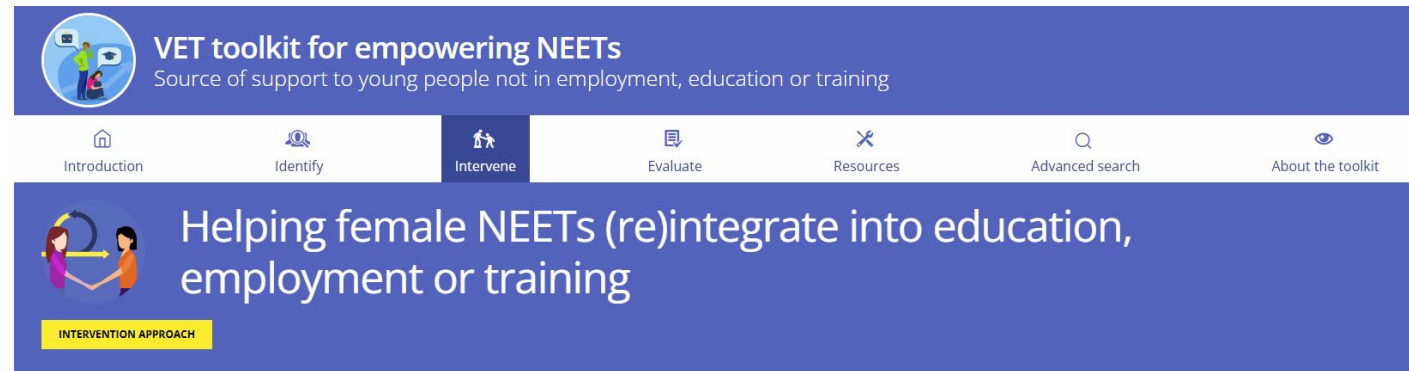 VET toolkit for empowering NEETs
Source of support to young people not in employment, education or training
Introduction
Identify
Intervene
Evaluate
Resources
Advanced search
About the toolkit
Helping female NEETs (re)integrate into education,
employment or training
INTERVENTION APPROACH